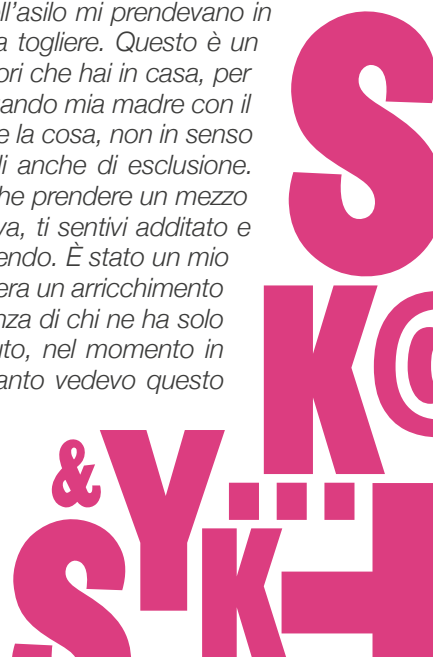 ll'asilo mi prendevano in
a togliere. Questo è un
ori che hai in casa, per
ando mia madre con il
e la cosa, non in senso
li anche di esclusione.
he prendere un mezzo
va, ti sentivi additato e
endo. È stato un mio
era un arricchimento
nza di chi ne ha solo
uto, nel momento in
anto vedevo questo
S
K@
&Y...
SK